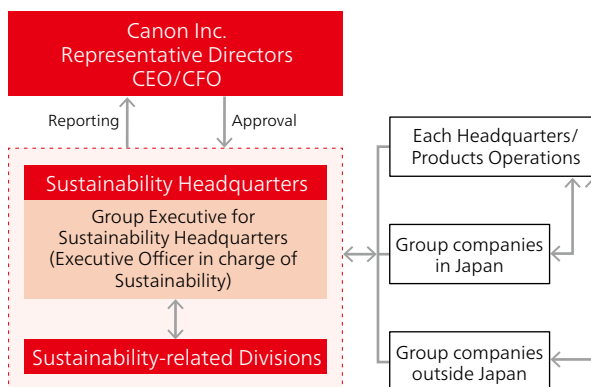 Canon Inc.
Representative Directors
CEO/CFO
Reporting
Approval
Sustainability Headquarters
Group Executive for
Sustainability Headquarters
(Executive Officer in charge of
Sustainability)
Sustainability-related Divisions
Each Headquarters/
Products Operations
Group companies
in Japan
Group companies
outside Japan